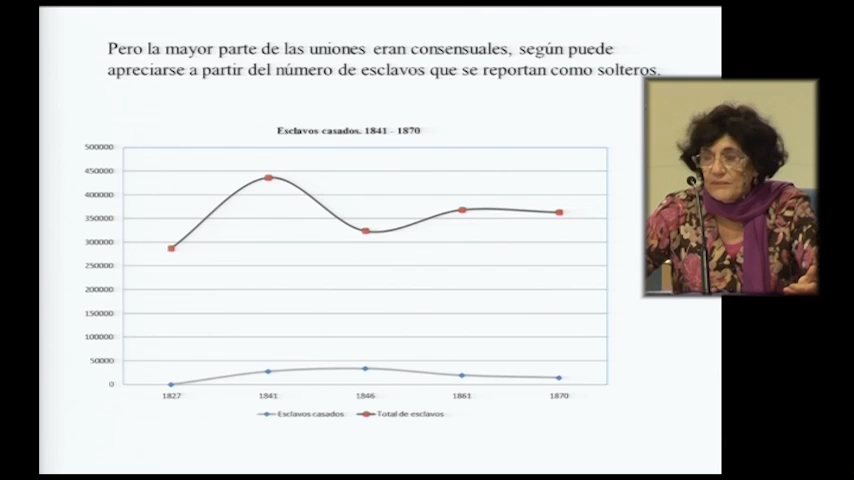 Pero la mayor parte de las uniones eran consensuales, según puede
apreciarse a partir del número de esclavos que se reportan como solteros.
Esclavos casados. 1841 - 1870
500000
450000
400000
350000
300000
250000
200000
150000
100000
50000
0
1827 1841 1846 1861 1870
Esclavos casados Total de esclavos